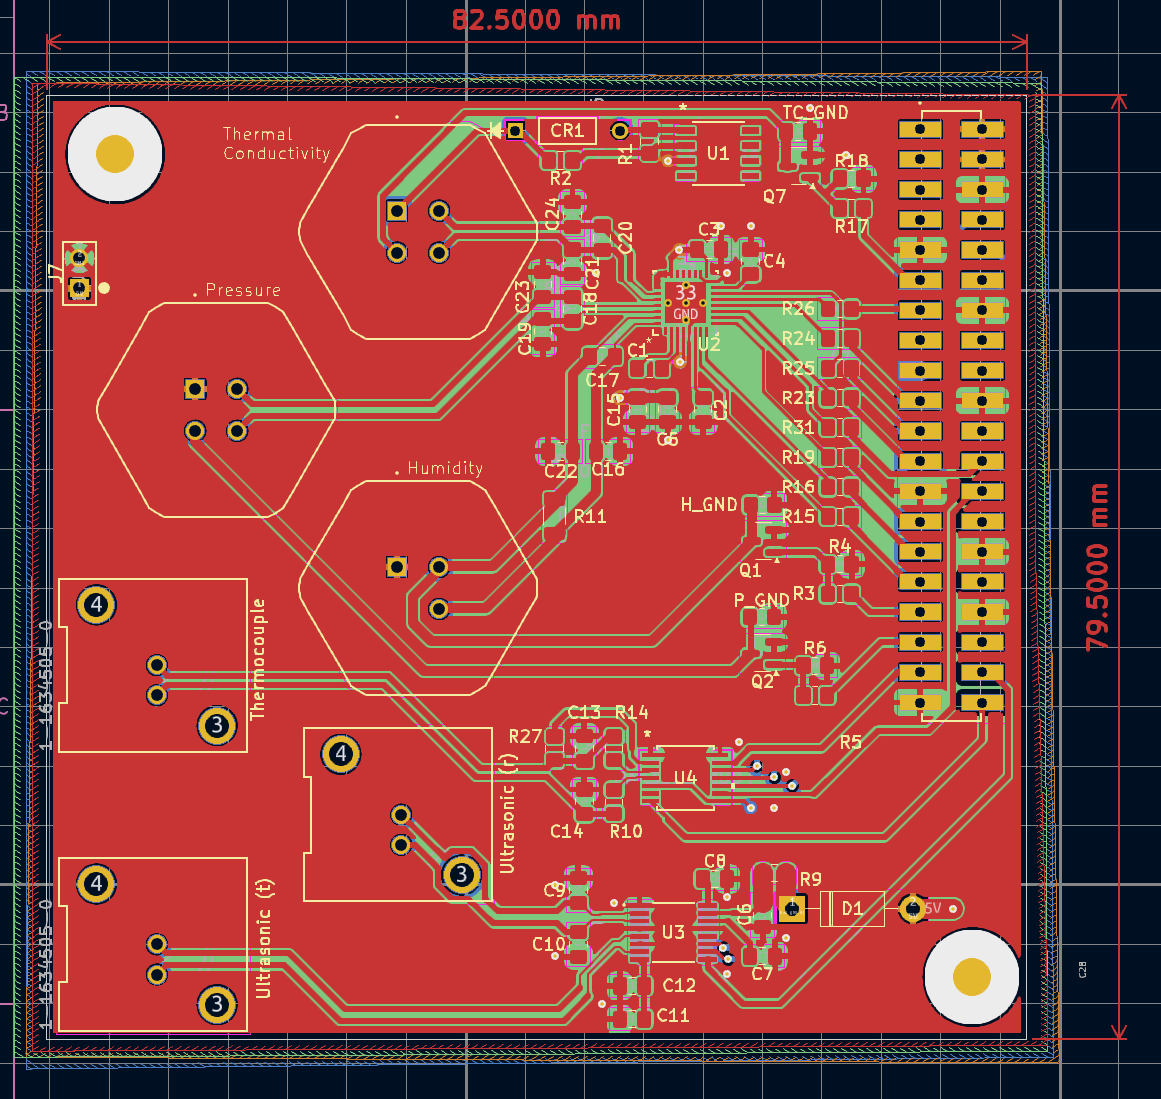 82.5000 mm
Thermal
Conductivity
CR1
R1
R2
U1
TC_GND
R18
Q7
R17
C24
C20
C3
C4
C21
J7
Pressure
C23
C18
C19
33
GND
U2
R26
R24
R25
R23
R31
R19
R16
R15
C1
C17
C15
C5
C2
C22
C16
Humidity
R11
H_GND
Q1
R4
R3
P_GND
R6
Q2
79.5000 mm
4
3
Thermocouple
1-1634505-0
C13
R14
R27
U4
R5
C14
R10
4
3
Ultrasonic (r)
C8
C9
R9
C6
1
D1
2
5V
C10
U3
C7
C12
C11
4
3
Ultrasonic (t)
1-1634505-0
C28